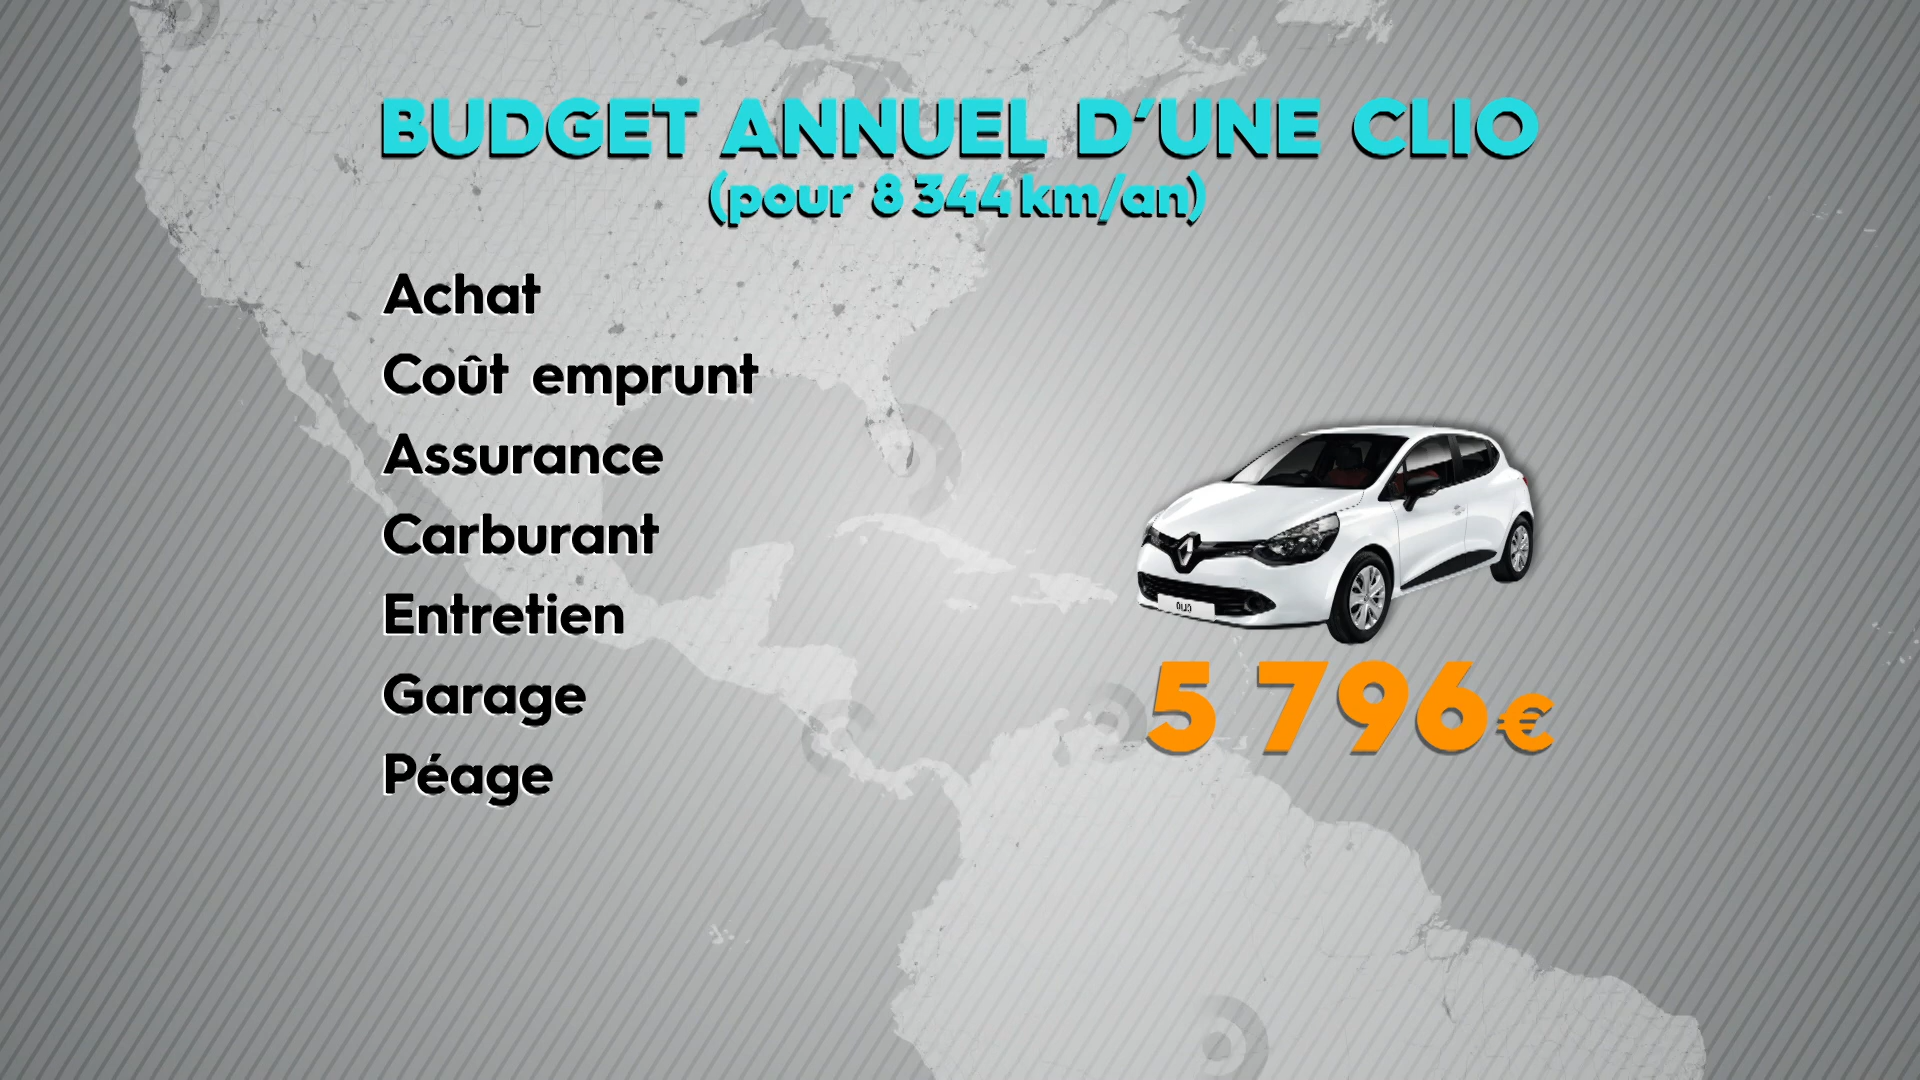 BUDGET ANNUEL D'UNE CLIO
(pour 8 344 km/an)
Achat
Coût emprunt
Assurance
Carburant
Entretien
Garage
Péage
CLIO
5 796€